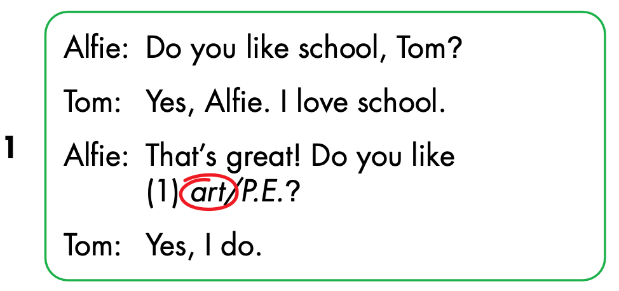 Alfie: Do you like school, Tom?
Tom: Yes, Alfie. I love school.
1
Alfie: That's great! Do you like
(1) art/P.E.?
Tom: Yes, I do.